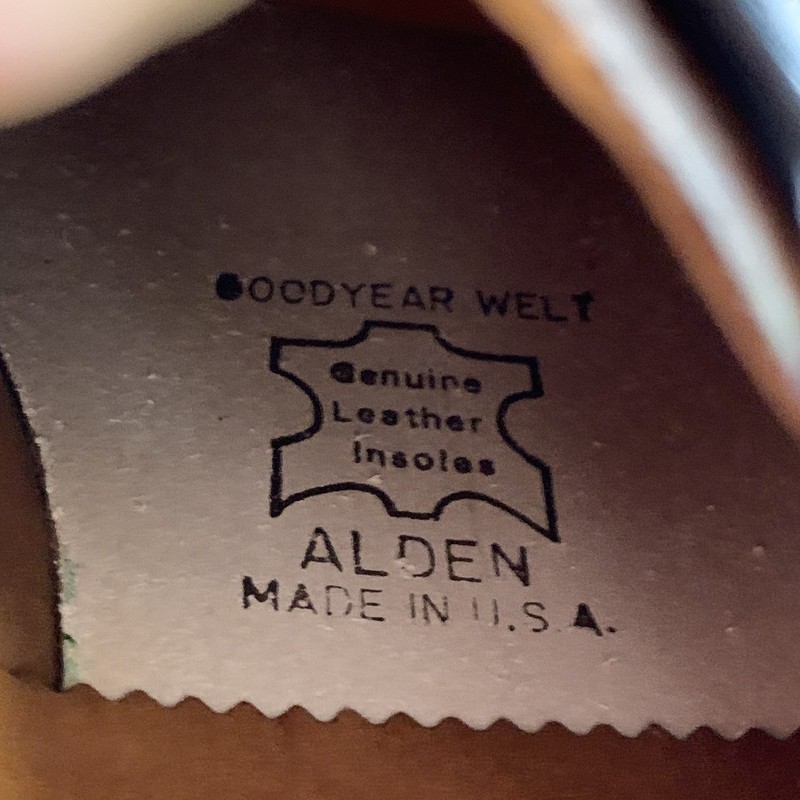 GOODYEAR WELT
Genuine
Leather
Insoles
ALDEN
MADE IN U.S.A.